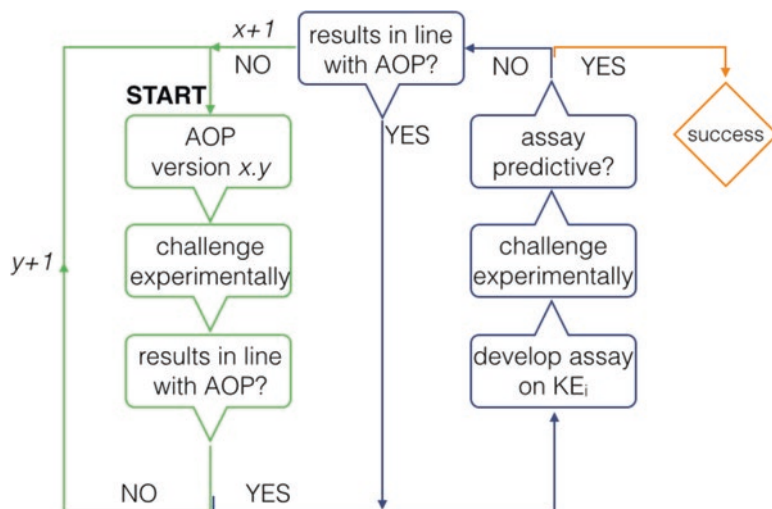 x+1
NO
START
AOP
version x.y
challenge
experimentally
y+1
results in line
with AOP?
NO
YES
results in line
with AOP?
YES
NO
YES
assay
predictive?
challenge
experimentally
develop assay
on KEi
success